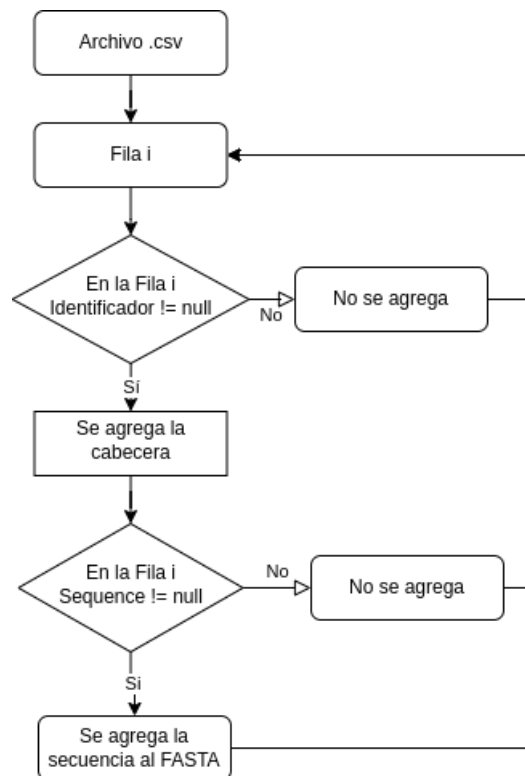 Archivo .csv
Fila i
En la Fila i
Identificador != null
No
No se agrega
Sí
Se agrega la
cabecera
En la Fila i
Sequence != null
No
No se agrega
Si
Se agrega la
secuencia al FASTA